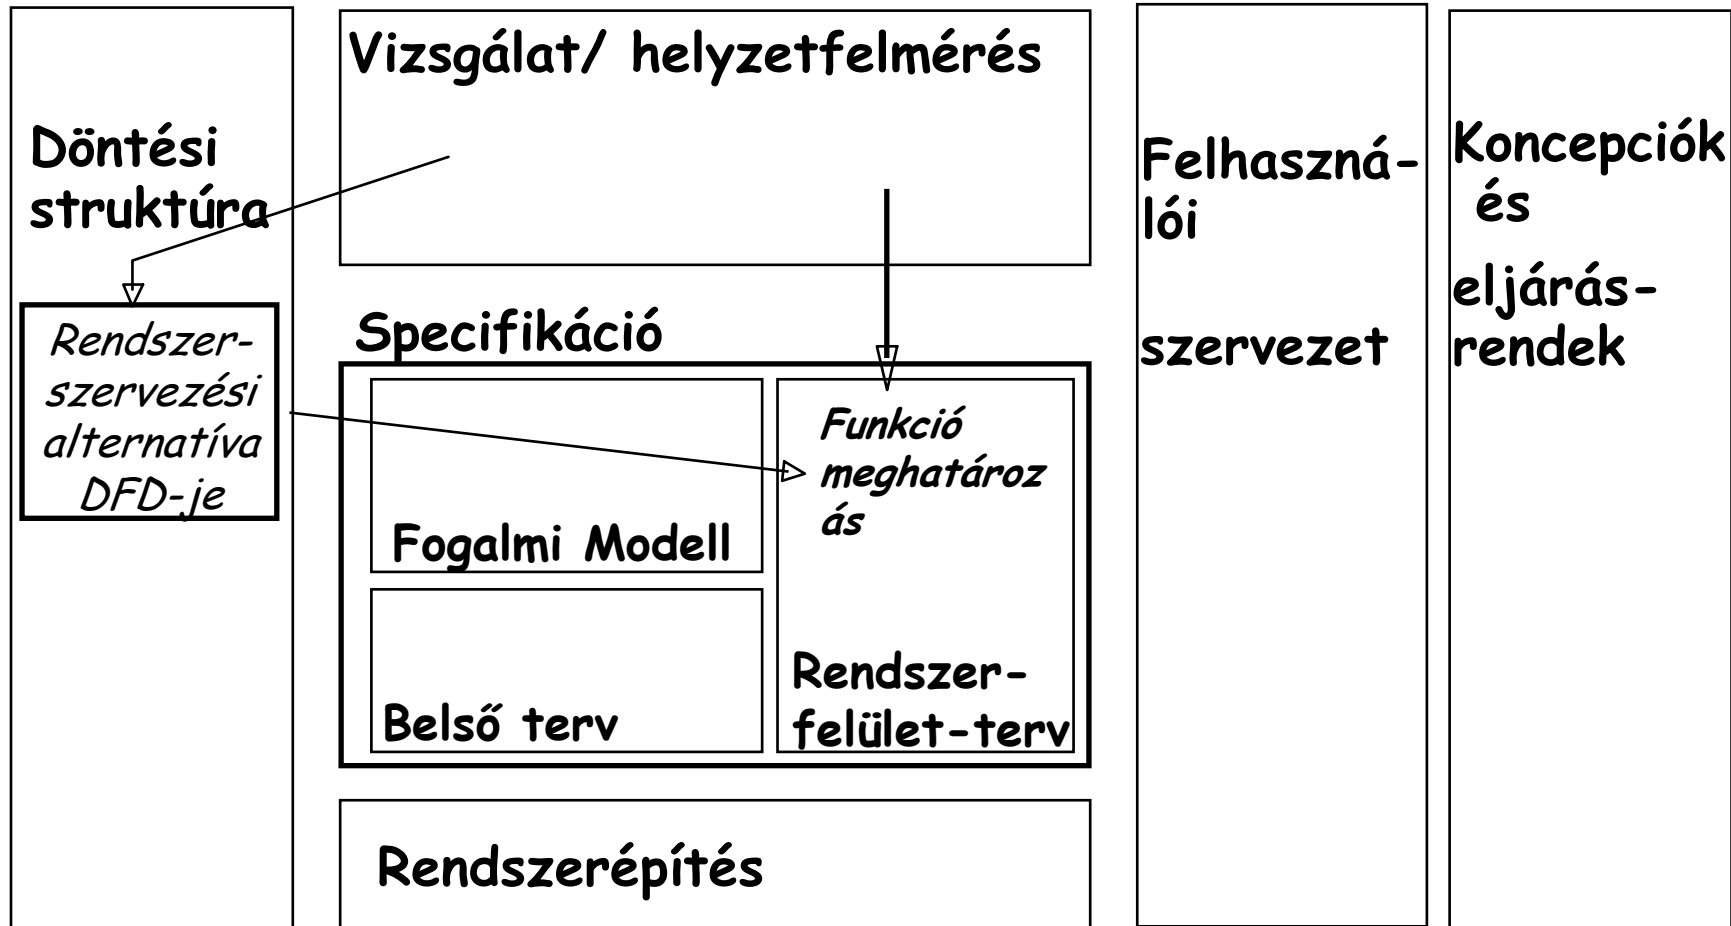 Döntési
struktúra
Rendszer-
szervezési
alternatíva
DFD-je
Vizsgálat/ helyzetfelmérés
Specifikáció
Fogalmi Modell
Belső terv
Funkció
meghatároz
ás
Rendszer-
felület-terv
Rendszerépítés
Felhaszná-
lói
szervezet
Koncepciók
és
eljárás-
rendek